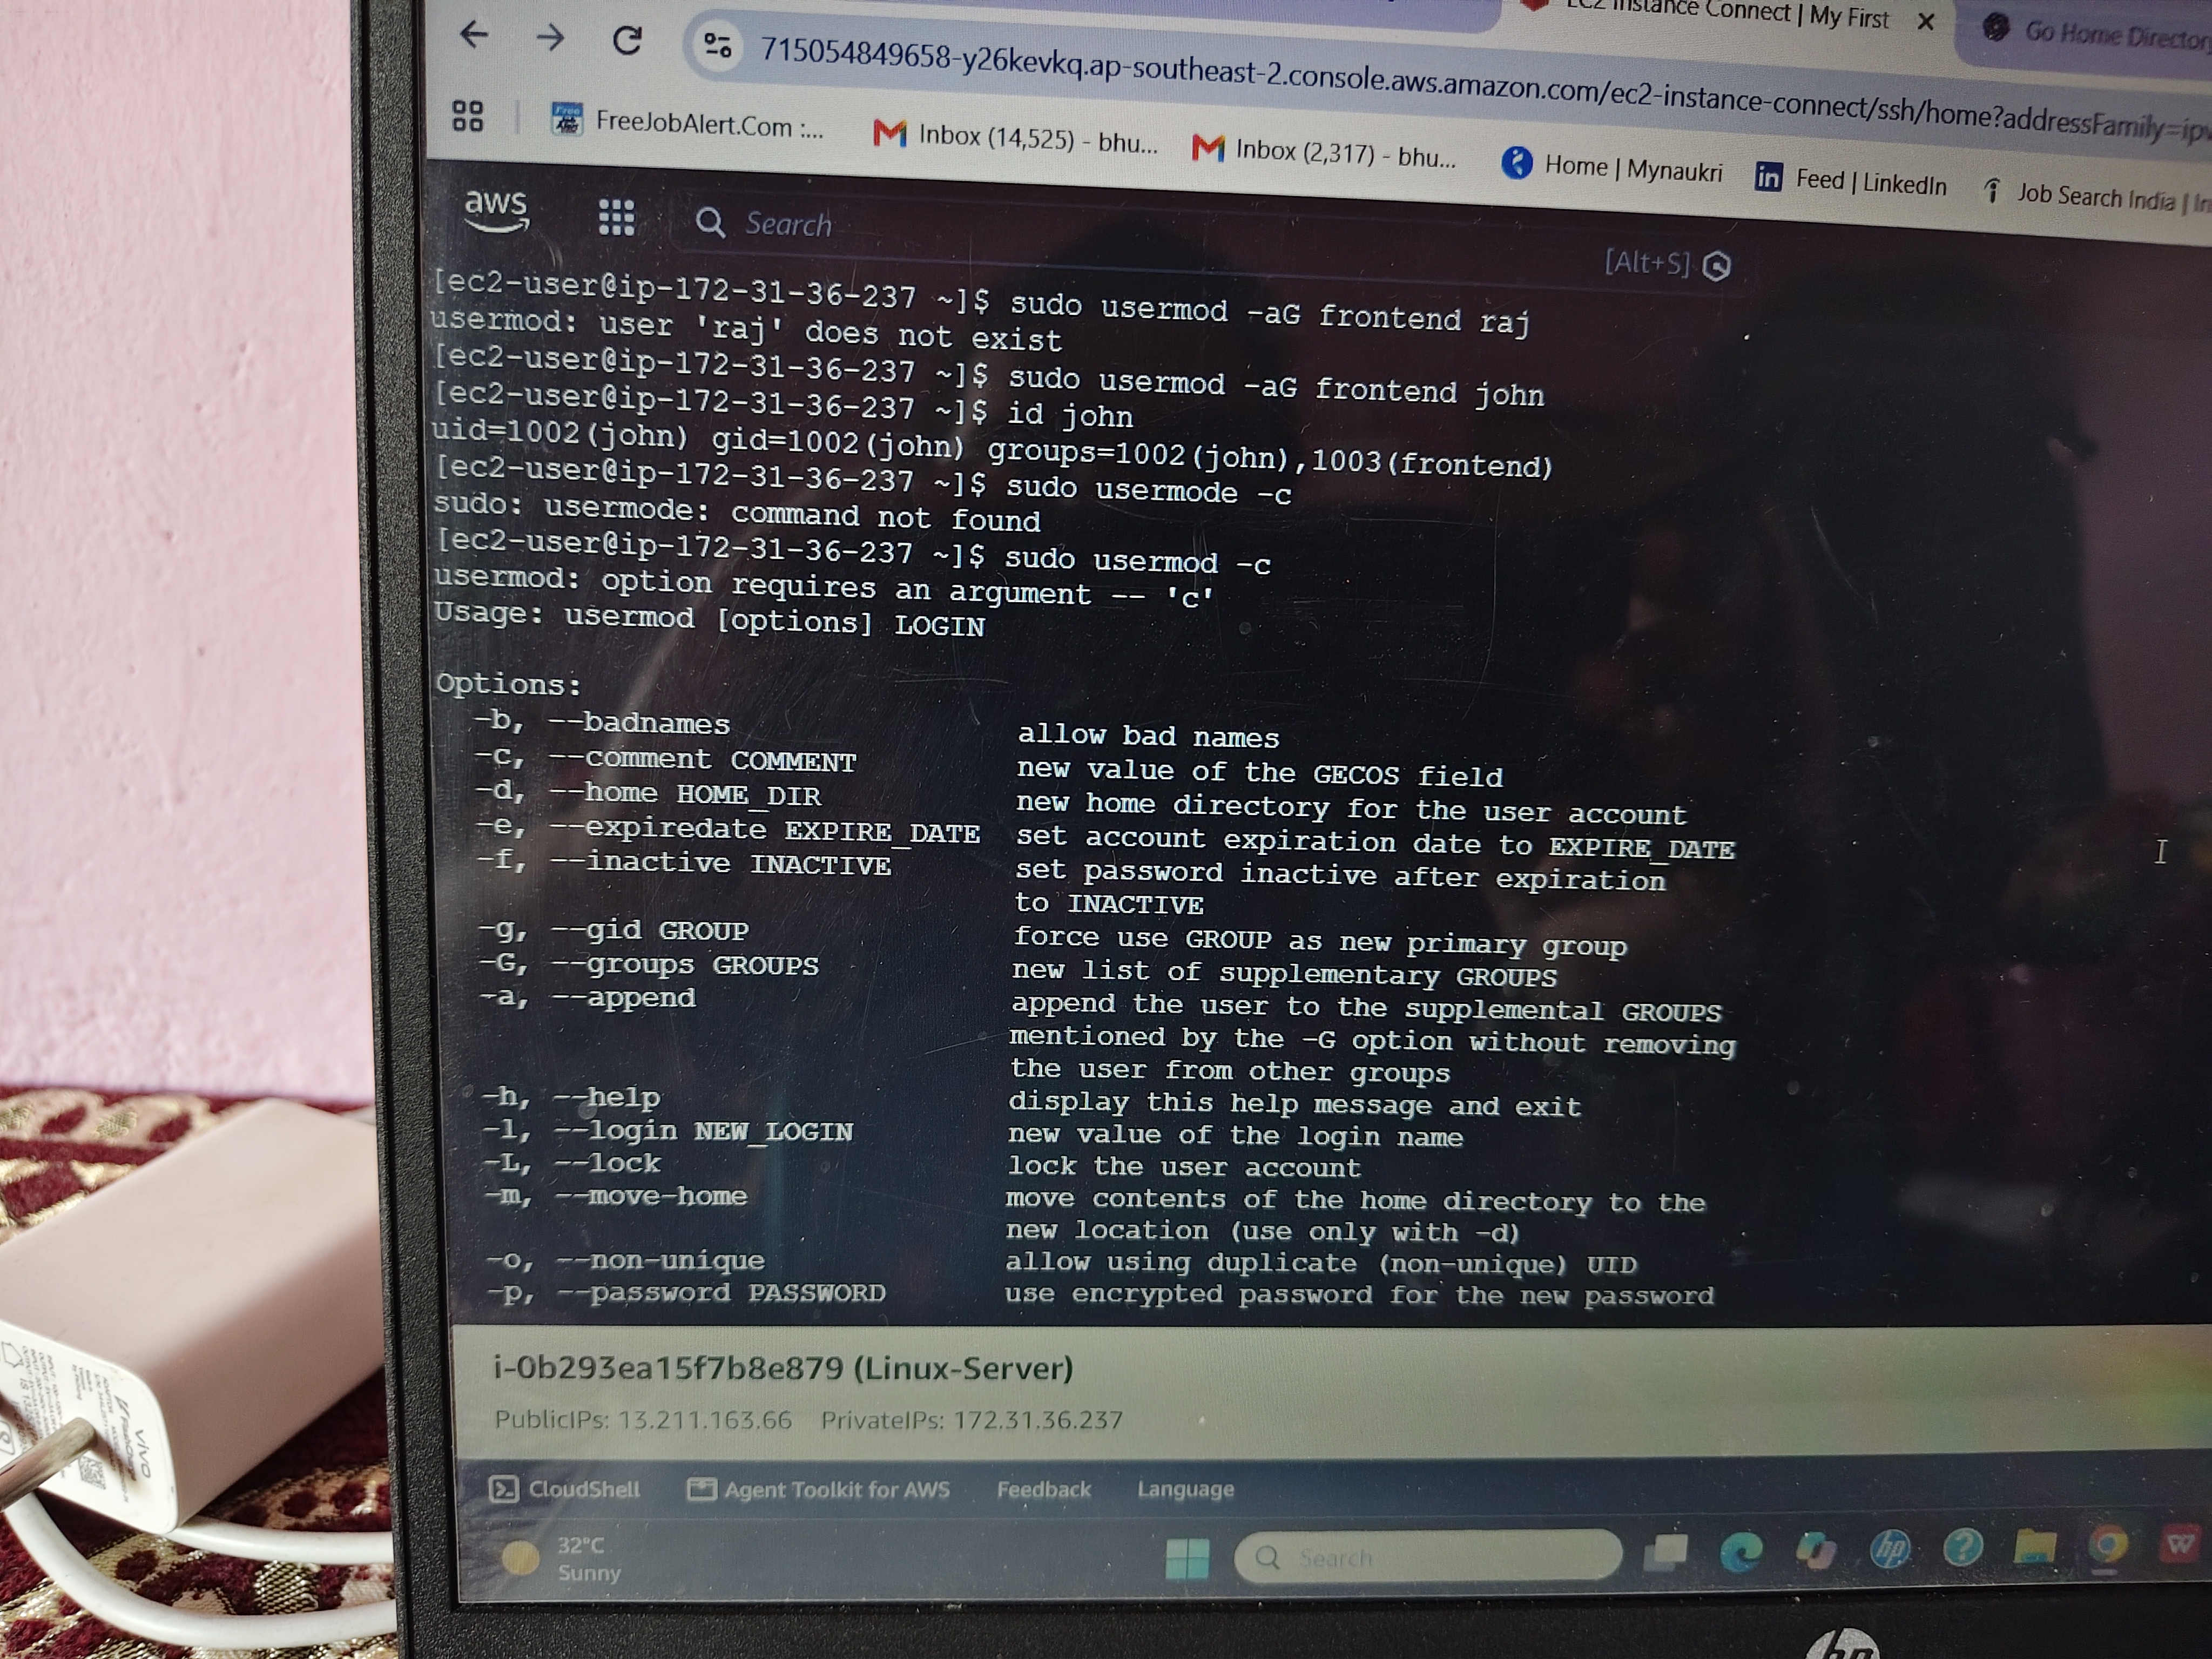 EC2 Instance Connect | My First
Go Home Director
715054849658-y26kevkq.ap-southeast-2.console.aws.amazon.com/ec2-instance-connect/ssh/home?addressFamily=ipv
FreeJobAlert.Com :... Inbox (14,525) - bhu... Inbox (2,317) - bhu... Home | Mynaukri Feed | LinkedIn Job Search India | In
aws Search [Alt+S]
[ec2-user@ip-172-31-36-237 ~]$ sudo usermod -aG frontend raj
usermod: user 'raj' does not exist
[ec2-user@ip-172-31-36-237 ~]$ sudo usermod -aG frontend john
[ec2-user@ip-172-31-36-237 ~]$ id john
uid=1002(john) gid=1002(john) groups=1002(john),1003(frontend)
[ec2-user@ip-172-31-36-237 ~]$ sudo usermode -c
sudo: usermode: command not found
[ec2-user@ip-172-31-36-237 ~]$ sudo usermod -c
usermod: option requires an argument -- 'c'
Usage: usermod [options] LOGIN
Options:
-b, --badnames allow bad names
-c, --comment COMMENT new value of the GECOS field
-d, --home HOME_DIR new home directory for the user account
-e, --expiredate EXPIRE_DATE set account expiration date to EXPIRE_DATE
-f, --inactive INACTIVE set password inactive after expiration
to INACTIVE
-g, --gid GROUP force use GROUP as new primary group
-G, --groups GROUPS new list of supplementary GROUPS
-a, --append append the user to the supplemental GROUPS
mentioned by the -G option without removing
the user from other groups
-h, --help display this help message and exit
-l, --login NEW_LOGIN new value of the login name
-L, --lock lock the user account
-m, --move-home move contents of the home directory to the
new location (use only with -d)
-o, --non-unique allow using duplicate (non-unique) UID
-p, --password PASSWORD use encrypted password for the new password
i-0b293ea15f7b8e879 (Linux-Server)
PublicIPs: 13.211.163.66 PrivateIPs: 172.31.36.237
CloudShell Agent Toolkit for AWS Feedback Language
32°C
Sunny
Search
hp
vivo